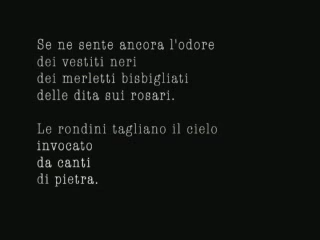 Se ne sente ancora l'odore
dei vestiti neri
dei merletti bisbigliati
delle dita sui rosari.

Le rondini tagliano il cielo
invocato
da canti
di pietra.